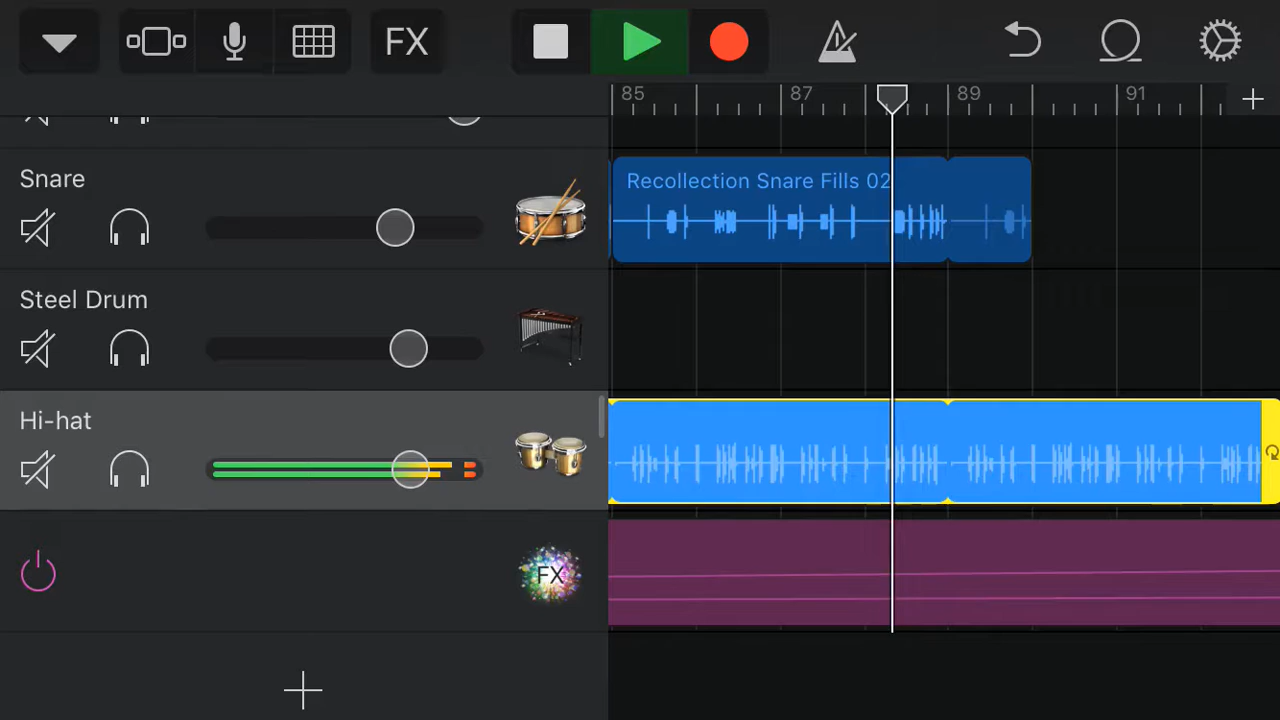 FX
85 87 89 91
Snare
Recollection Snare Fills 02
Steel Drum
Hi-hat
FX